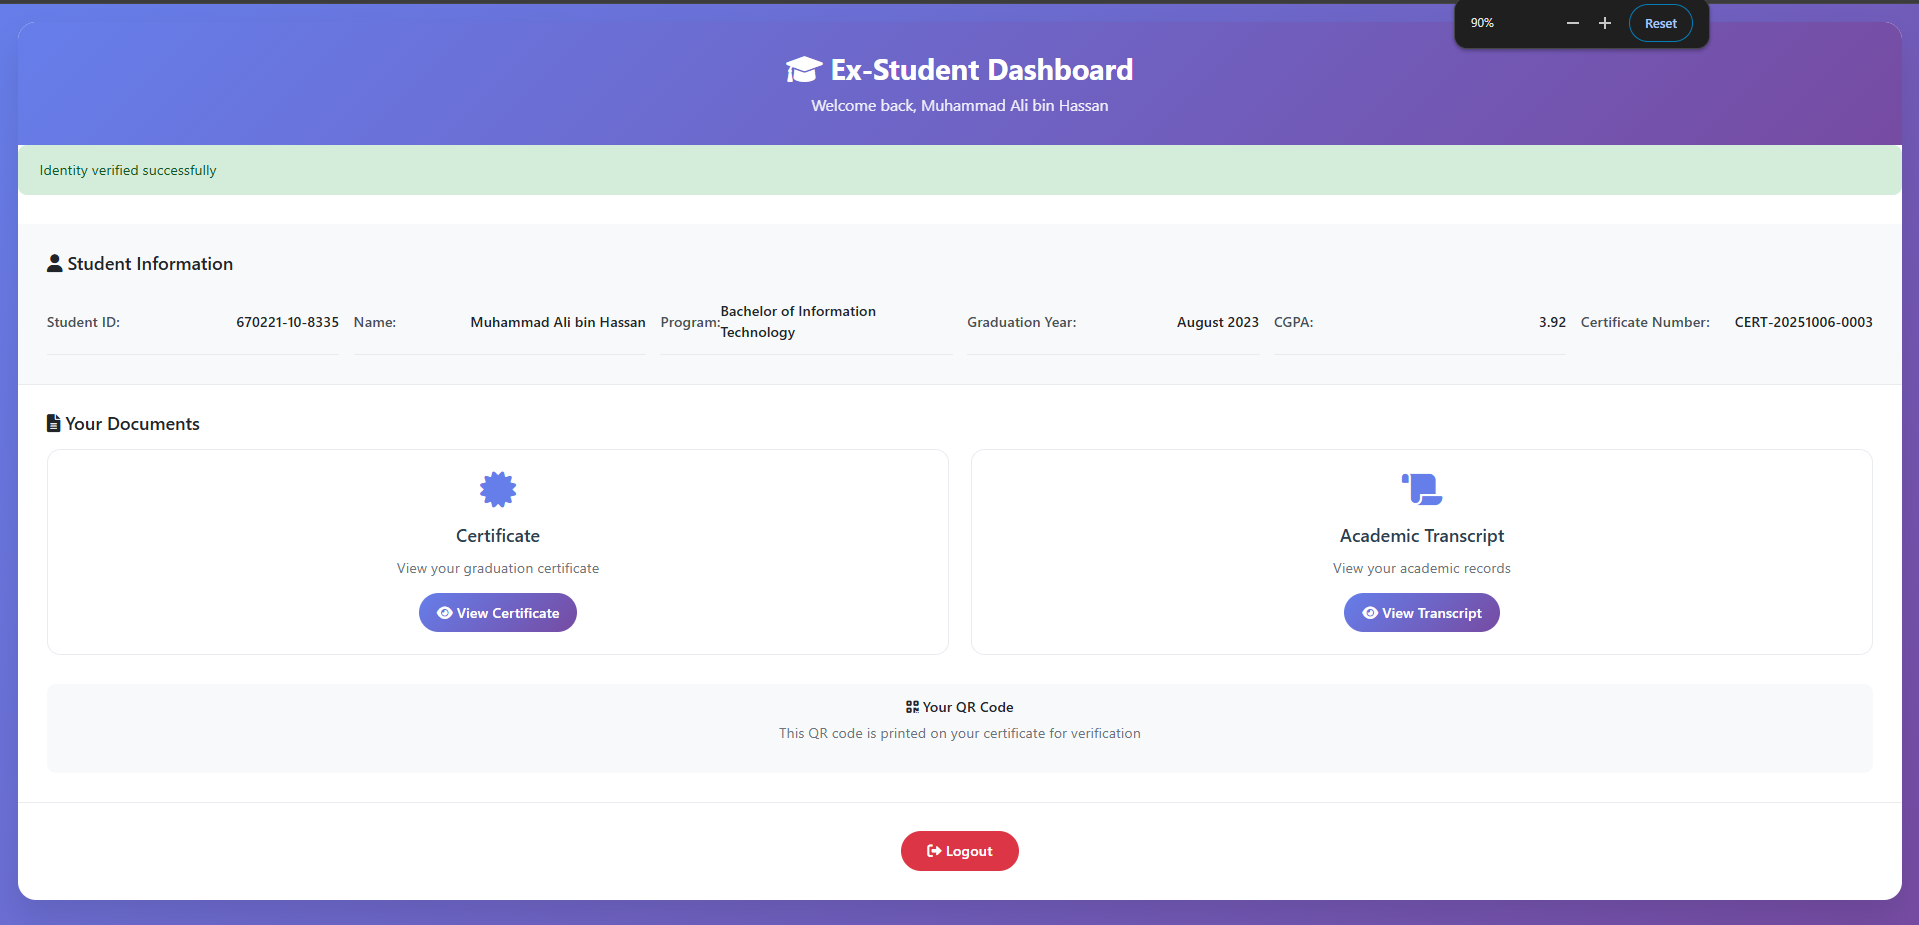 90%
Reset
Ex-Student Dashboard
Welcome back, Muhammad Ali bin Hassan
Identity verified successfully
Student Information
Student ID: 670221-10-8335 Name: Muhammad Ali bin Hassan Program: Bachelor of Information Technology Graduation Year: August 2023 CGPA: 3.92 Certificate Number: CERT-20251006-0003
Your Documents
Certificate
View your graduation certificate
View Certificate
Academic Transcript
View your academic records
View Transcript
Your QR Code
This QR code is printed on your certificate for verification
Logout